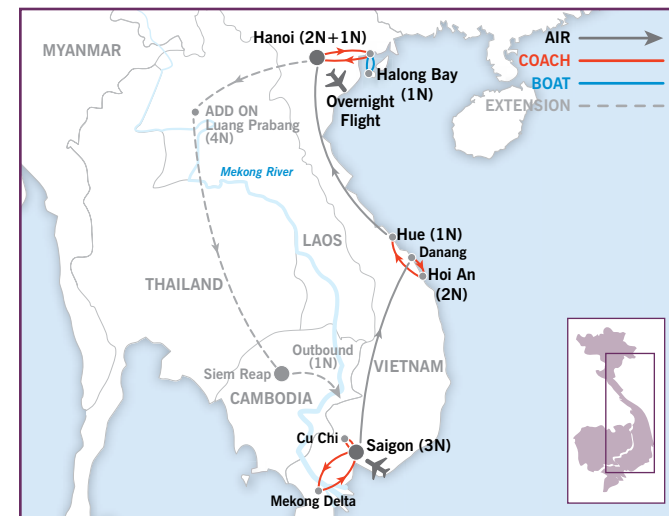 MYANMAR
Hanoi (2N+1N)
AIR
COACH
BOAT
EXTENSION
Halong Bay
(1N)
Overnight
Flight
ADD ON
Luang Prabang
(4N)
Mekong River
LAOS
Hue (1N)
Danang
Hoi An
(2N)
THAILAND
Outbound
(1N)
VIETNAM
Siem Reap
CAMBODIA
Cu Chi
Saigon (3N)
Mekong Delta